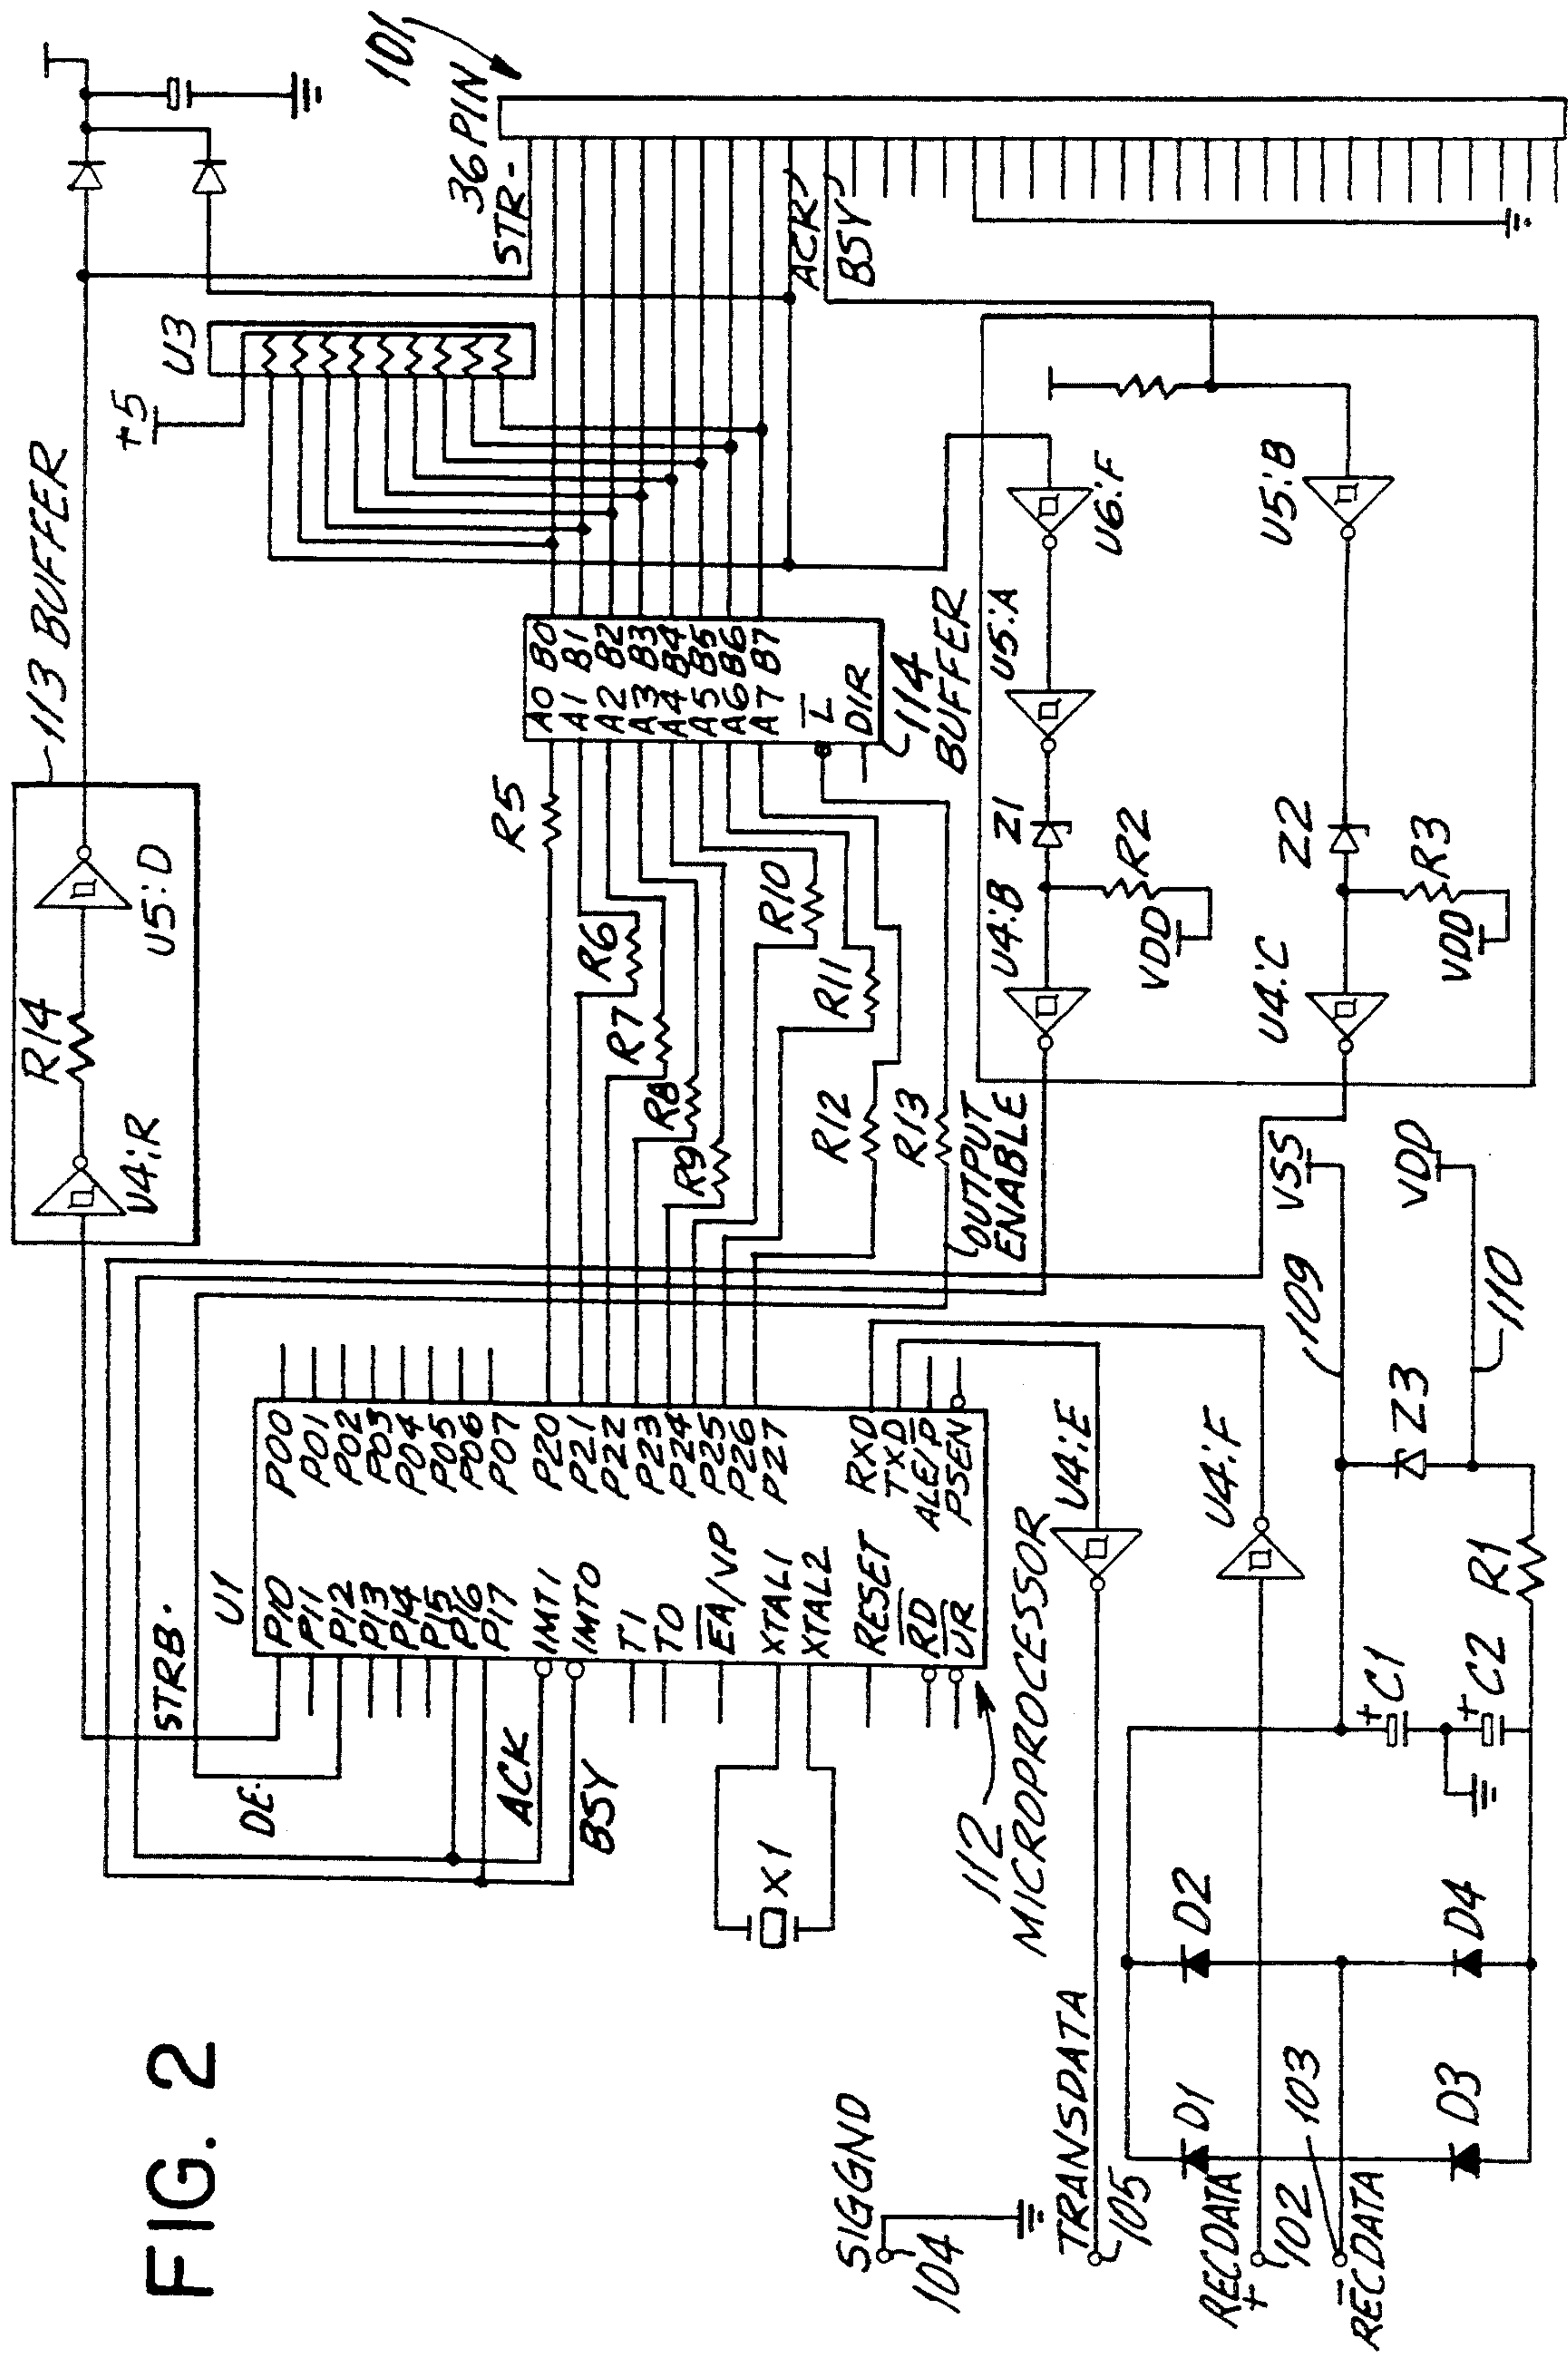 FIG. 2
113 BUFFER
R14
U4:R
U5:D
+5
U3
36 PIN
101
STR-
ACK
BSY
STRB.
DE.
ACK
BSY
U1
P10
P11
P12
P13
P14
P15
P16
P17
IMT1
IMT0
T1
T0
EA/VP
XTAL1
XTAL2
RESET
RD
UR
P00
P01
P02
P03
P04
P05
P06
P07
P20
P21
P22
P23
P24
P25
P26
P27
RXD
TXD
ALE/P
PSEN
X1
112
MICROPROCESSOR
R5
R6
R7
R8
R9
R10
R11
R12
R13
OUTPUT
ENABLE
A0 B0
A1 B1
A2 B2
A3 B3
A4 B4
A5 B5
A6 B6
A7 B7
L
DIR
114
BUFFER
U4:B
Z1
U5:A
U6:F
R2
VDD
U4:C
Z2
U5:B
R3
VDD
SIGGND
104
TRANSDATA
105
U4:E
RECDATA
+
102
103
RECDATA
-
U4:F
D1
D2
D3
D4
+
C1
+
C2
R1
Z3
109
VSS
110
VDD